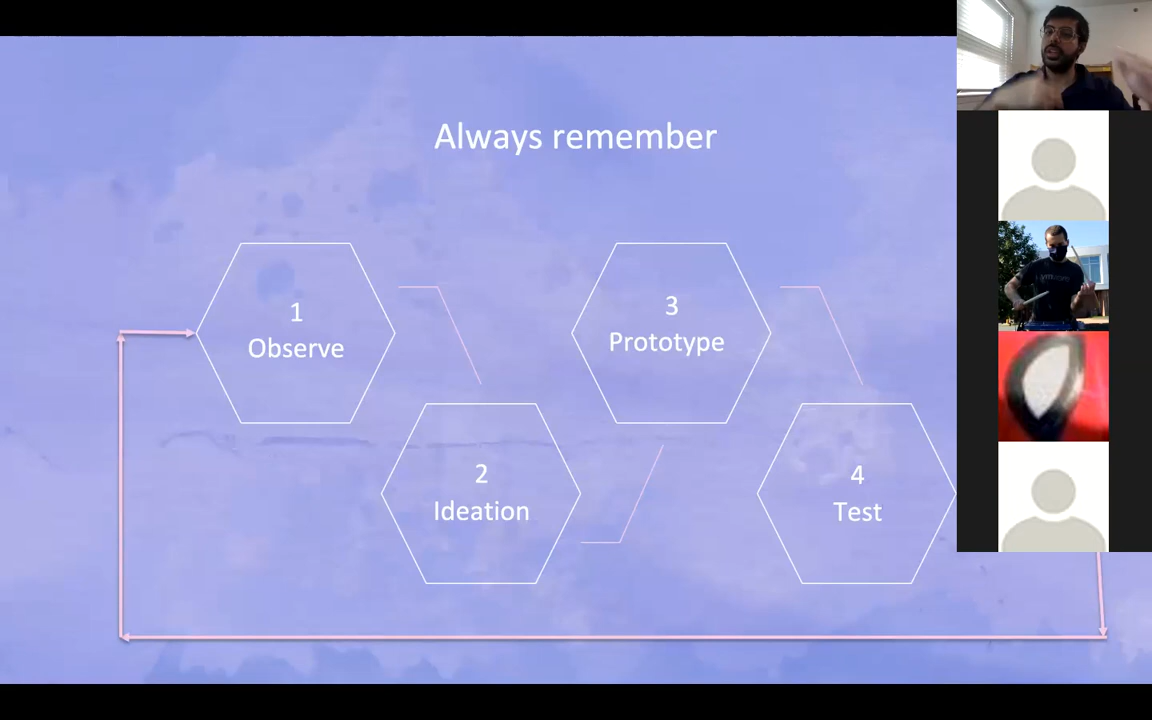 Always remember
1
Observe
2
Ideation
3
Prototype
4
Test